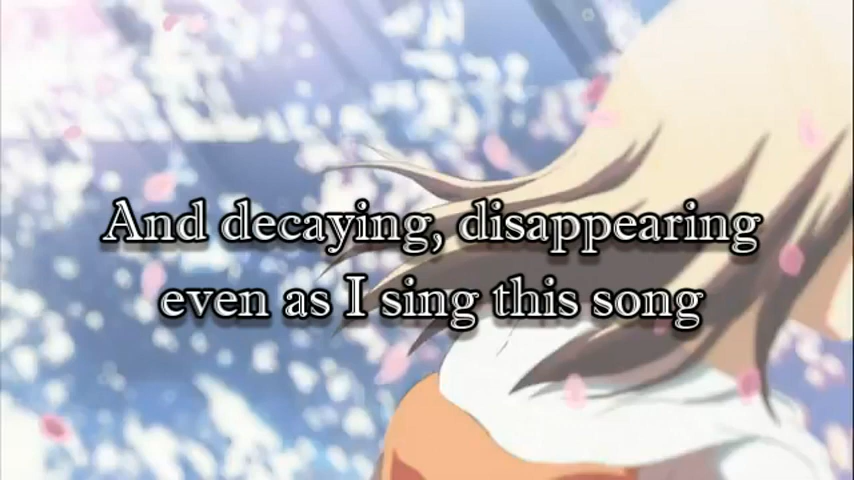 And decaying, disappearing
even as I sing this song